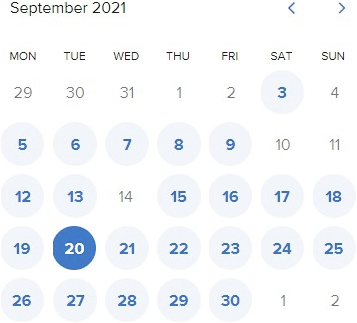 September 2021
MON TUE WED THU FRI SAT SUN
29 30 31 1 2 3 4
5 6 7 8 9 10 11
12 13 14 15 16 17 18
19 20 21 22 23 24 25
26 27 28 29 30 1 2